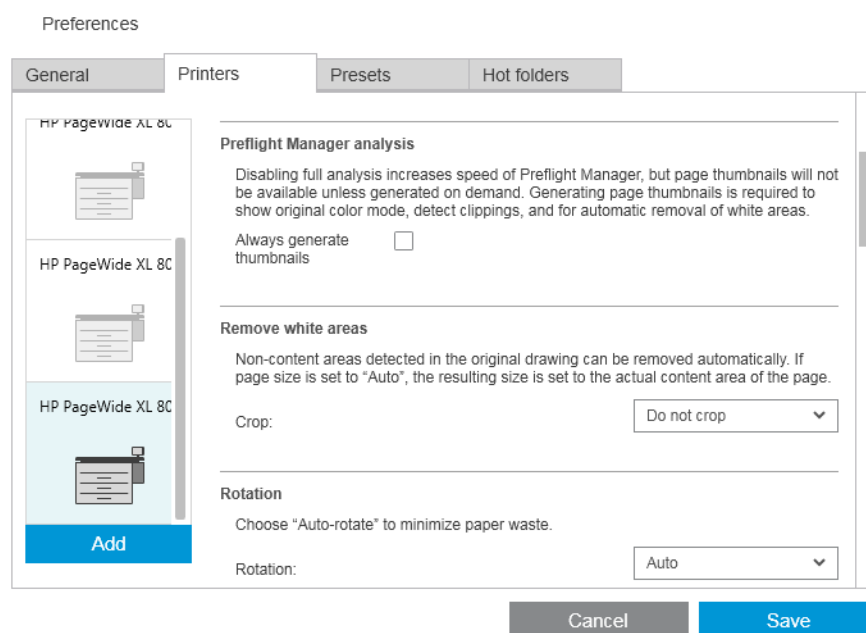 Preferences
General
Printers
Presets
Hot folders
HP PageWide XL 80
HP PageWide XL 80
HP PageWide XL 80
Add
Preflight Manager analysis
Disabling full analysis increases speed of Preflight Manager, but page thumbnails will not
be available unless generated on demand. Generating page thumbnails is required to
show original color mode, detect clippings, and for automatic removal of white areas.
Always generate
thumbnails
Remove white areas
Non-content areas detected in the original drawing can be removed automatically. If
page size is set to “Auto”, the resulting size is set to the actual content area of the page.
Crop:
Do not crop
Rotation
Choose “Auto-rotate” to minimize paper waste.
Rotation:
Auto
Cancel
Save